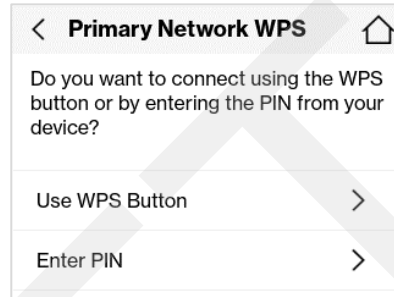 Primary Network WPS
Do you want to connect using the WPS
button or by entering the PIN from your
device?
Use WPS Button
Enter PIN